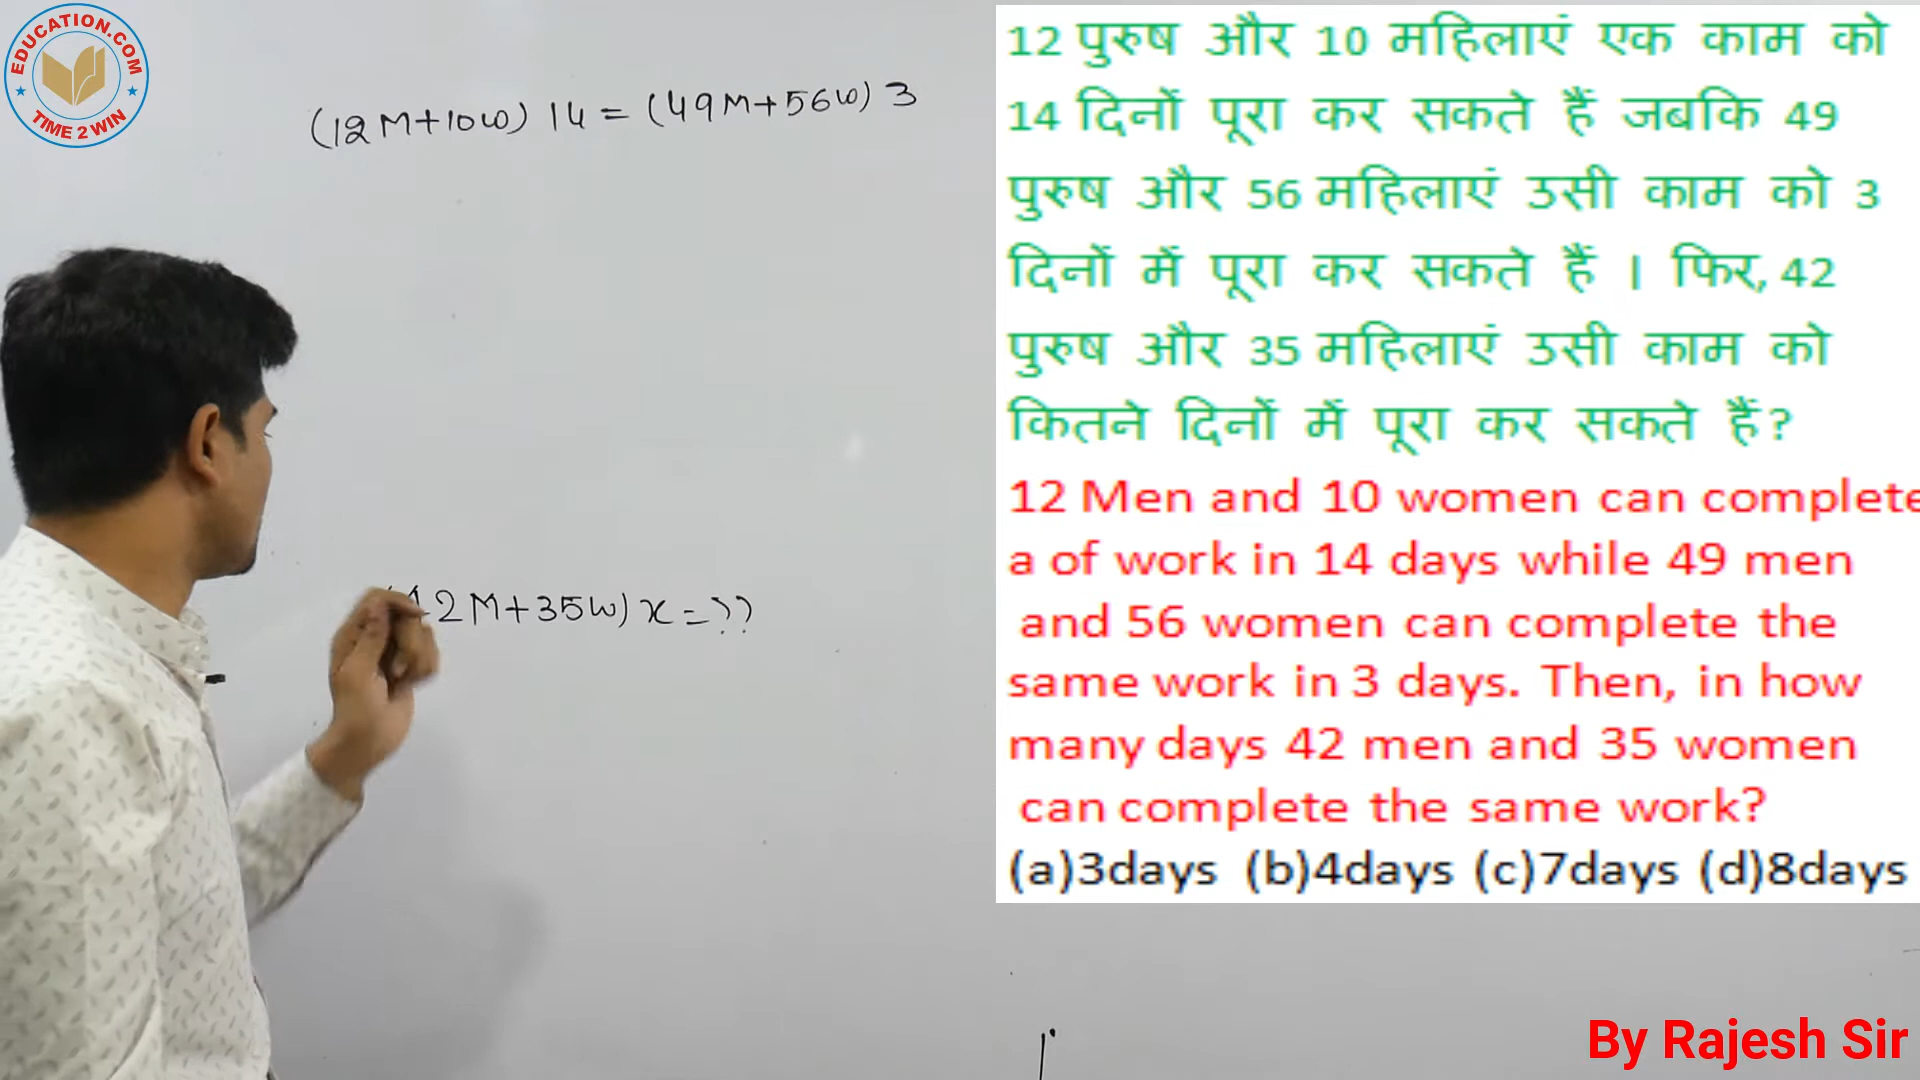 EDUCATION.COM
TIME 2 WIN
(12M+10W) 14 = (49M+56W) 3
42M+35W) x = ??
12 पुरुष और 10 महिलाएं एक काम को
14 दिनों पूरा कर सकते हैं जबकि 49
पुरुष और 56 महिलाएं उसी काम को 3
दिनों में पूरा कर सकते हैं । फिर, 42
पुरुष और 35 महिलाएं उसी काम को
कितने दिनों में पूरा कर सकते हैं?
12 Men and 10 women can complete
a of work in 14 days while 49 men
and 56 women can complete the
same work in 3 days. Then, in how
many days 42 men and 35 women
can complete the same work?
(a)3days (b)4days (c)7days (d)8days
By Rajesh Sir